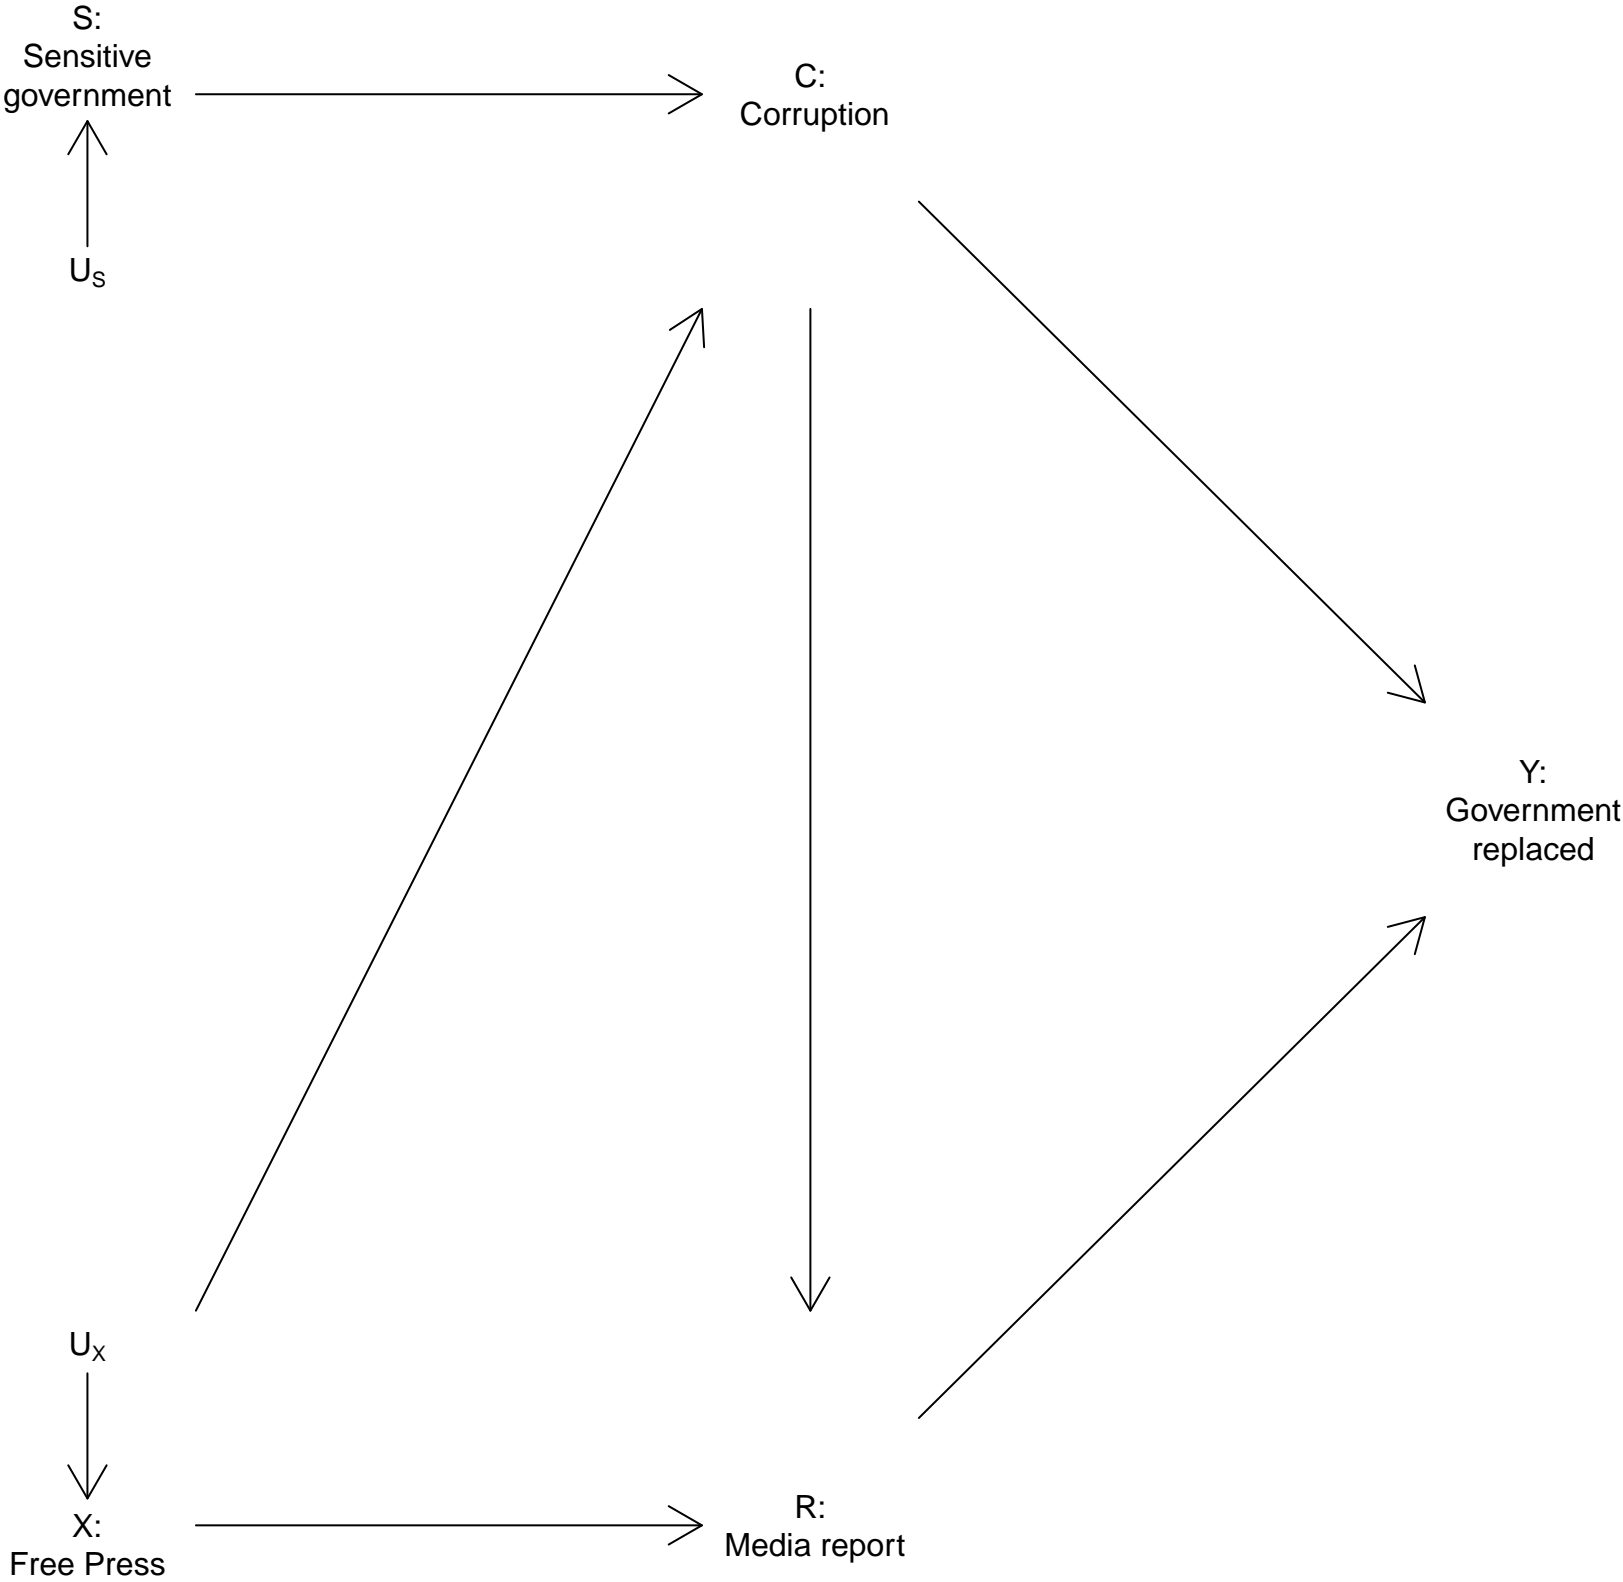 S:
Sensitive
government
C:
Corruption
U_S
Y:
Government
replaced
U_X
X:
Free Press
R:
Media report